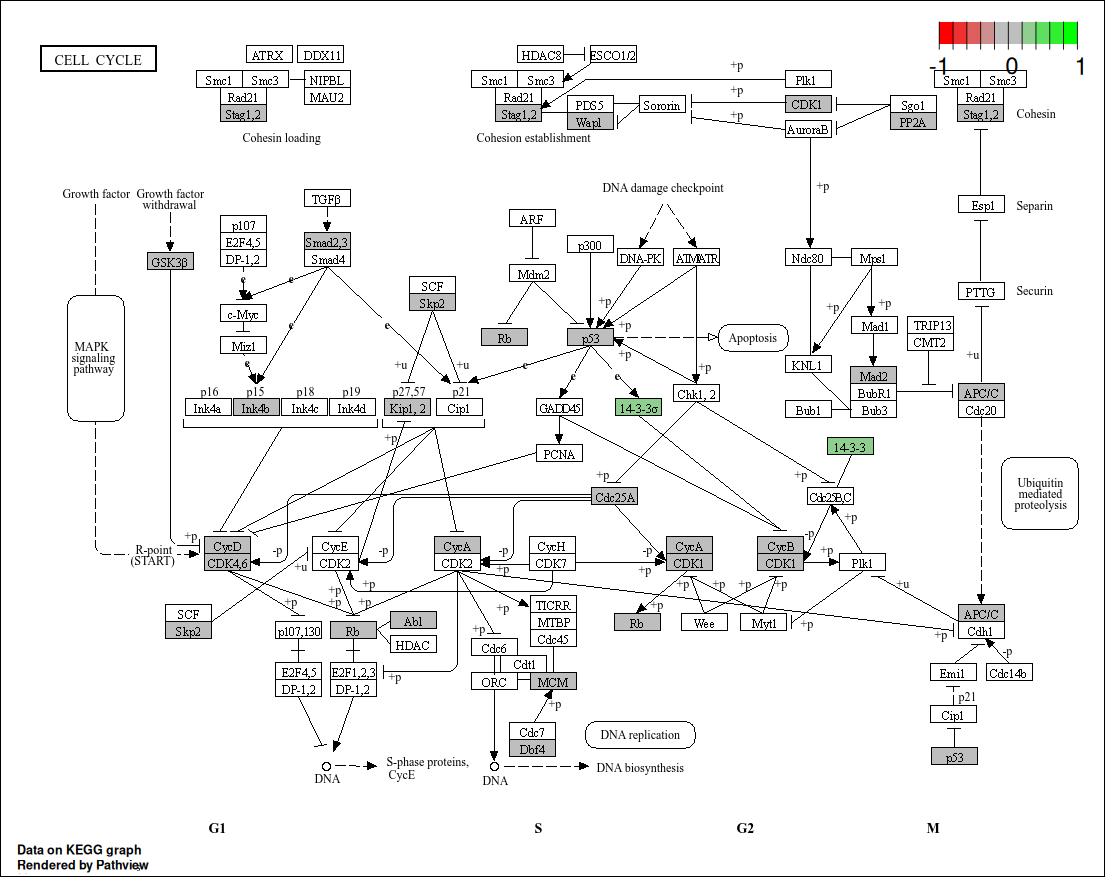 CELL CYCLE
ATRX
DDX11
Smc1
Smc3
NIPBL
Rad21
MAU2
Stag1,2
Cohesin loading
HDAC8
ESCO1/2
Smc1
Smc3
Rad21
Stag1,2
PDS5
Wapl
Sororin
Cohesion establishment
+p
Plk1
+p
CDK1
+p
AuroraB
Sgo1
PP2A
-1
0
1
Smc1
Smc3
Rad21
Stag1,2
Cohesin
Growth factor
Growth factor
withdrawal
TGFβ
DNA damage checkpoint
+p
Esp1
Separin
p107
E2F4,5
DP-1,2
Smad2,3
Smad4
ARF
p300
GSK3β
DNA-PK
ATM/ATR
Ndc80
Mps1
Mdm2
SCF
Skp2
e
e
c-Myc
PTTG
Securin
+p
+p
+p
+p
MAPK
signaling
pathway
Miz1
e
e
Rb
p53
+p
+p
Apoptosis
Mad1
TRIP13
CMT2
e
+u
+u
e
e
+p
KNL1
+u
Mad2
BubR1
Bub3
Bub1
p16
p15
p18
p19
p27,57
p21
Ink4a
Ink4b
Ink4c
Ink4d
Kip1, 2
Cip1
GADD45
14-3-3σ
Chk1, 2
APC/C
Cdc20
+p
PCNA
14-3-3
+p
+p
Cdc25A
Cdc25B,C
Ubiquitin
mediated
proteolysis
R-point
(START)
+p
CycD
CDK4,6
-p
+u
CycE
CDK2
-p
CycA
CDK2
-p
+p
CycH
CDK7
-p
+p
CycA
CDK1
CycB
CDK1
-p
+p
+p
Plk1
+u
+p
+p
+p
+p
+p
+p
+p
+p
SCF
Skp2
p107,130
Rb
Abl
HDAC
+p
TICRR
MTBP
Cdc45
Rb
Wee
Myt1
+p
+p
APC/C
Cdh1
-p
E2F4,5
DP-1,2
E2F1,2,3
DP-1,2
+p
Cdc6
Cdt1
ORC
MCM
+p
Emi1
Cdc14b
p21
Cip1
Cdc7
Dbf4
DNA replication
p53
DNA
S-phase proteins,
CycE
DNA
DNA biosynthesis
G1
S
G2
M
Data on KEGG graph
Rendered by Pathview